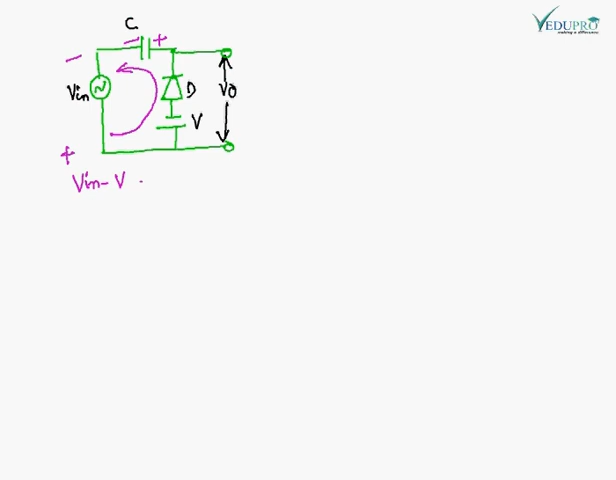 C
VEDUPRO
making a difference
− +
−
Vin
D
VO
V
+
Vin - V -